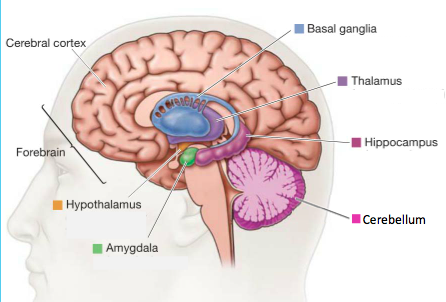 Basal ganglia
Cerebral cortex
Thalamus
Hippocampus
Forebrain
Hypothalamus
Cerebellum
Amygdala